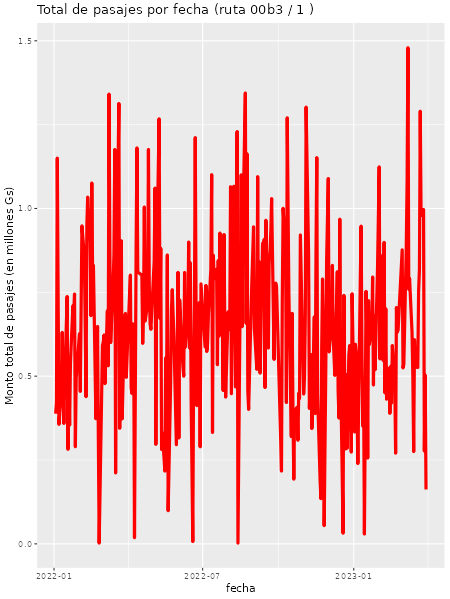 Total de pasajes por fecha (ruta 00b3 / 1 )
Monto total de pasajes (en millones Gs)
1.5
1.0
0.5
0.0
2022-01 2022-07 2023-01
fecha